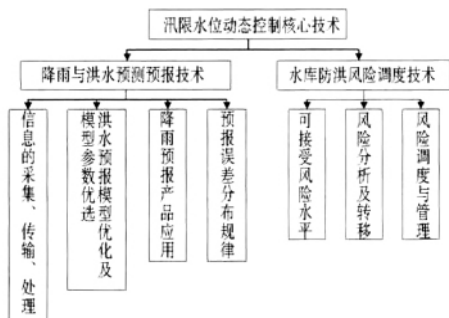 汛限水位动态控制核心技术
降雨与洪水预测预报技术
水库防洪风险调度技术
信息的采集、传输、处理
洪水预报模型优化及
模型参数优选
降雨预报产品应用
预报误差分布规律
可接受风险水平
风险分析及转移
风险调度与管理